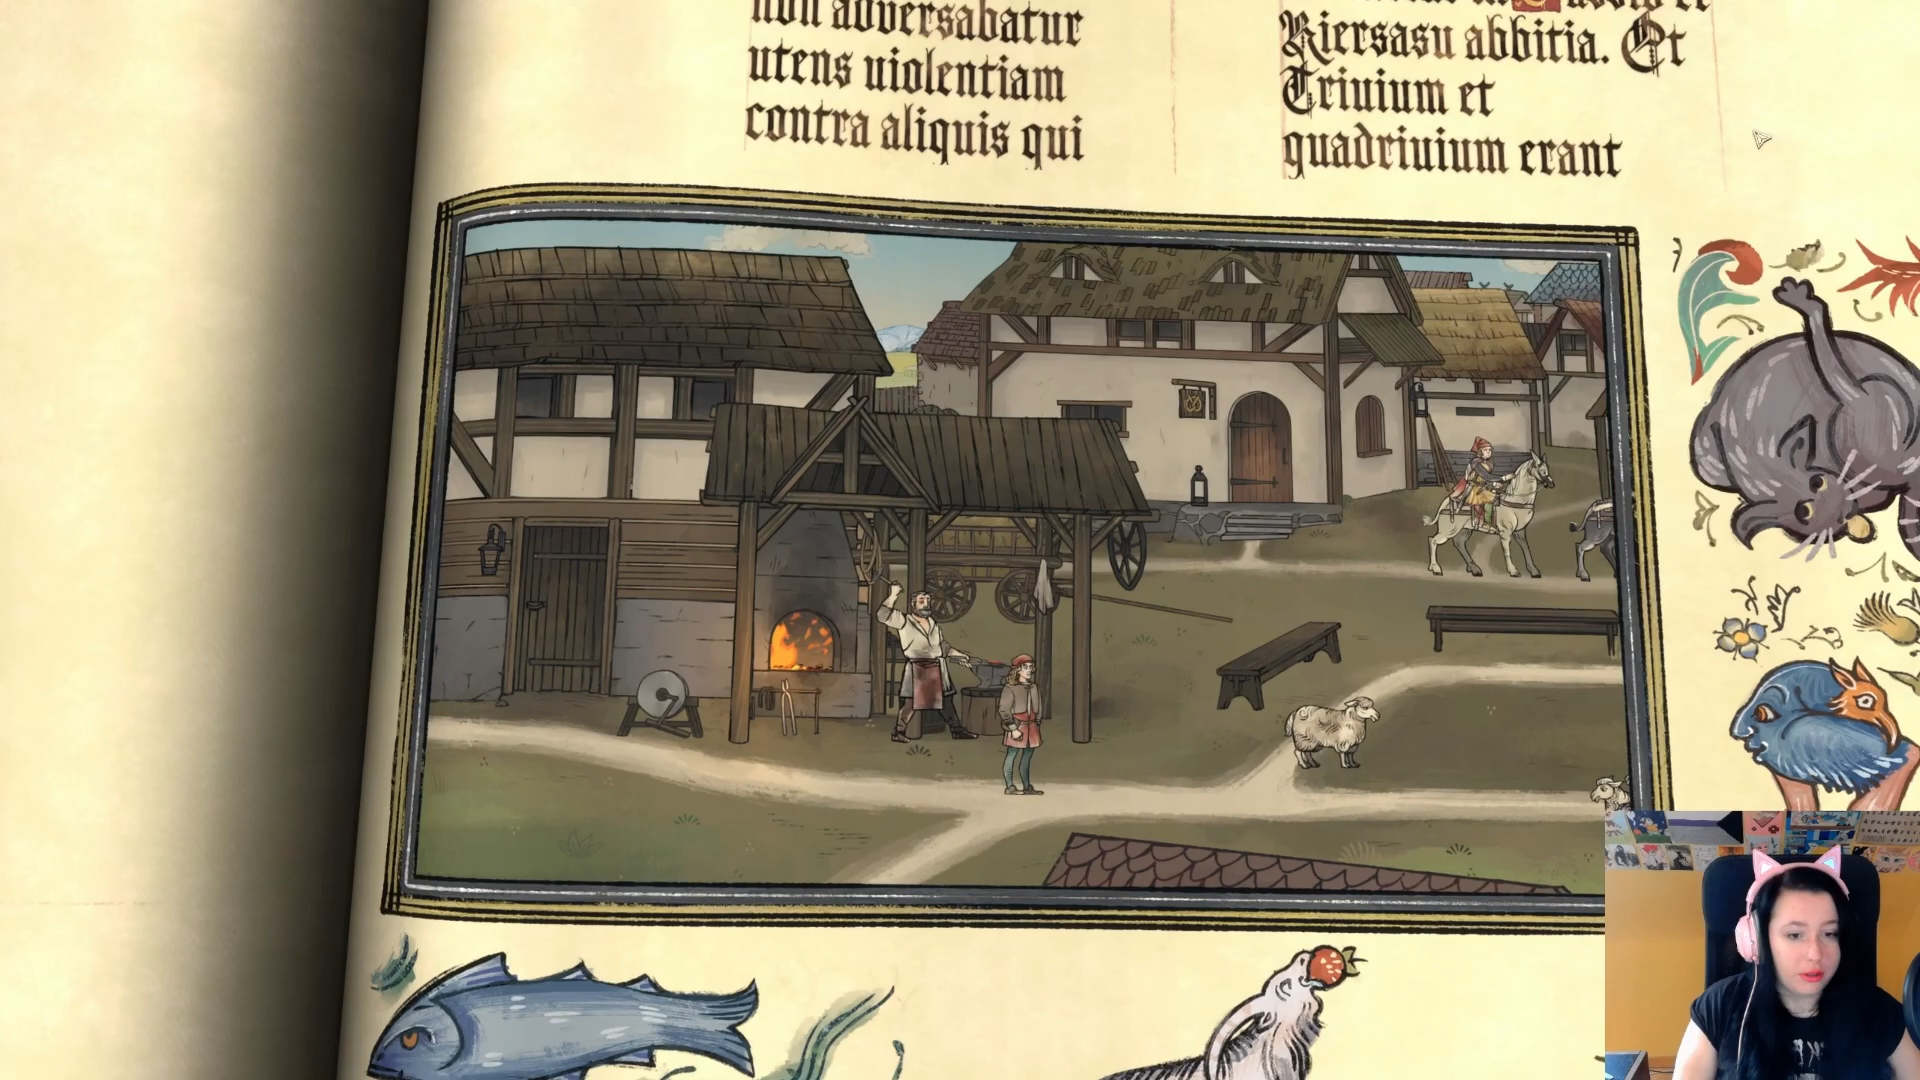 non adversabatur
utens uiolentiam
contra aliquis qui
Riersasu abbitia. Et
Triuium et
quadriuium erant